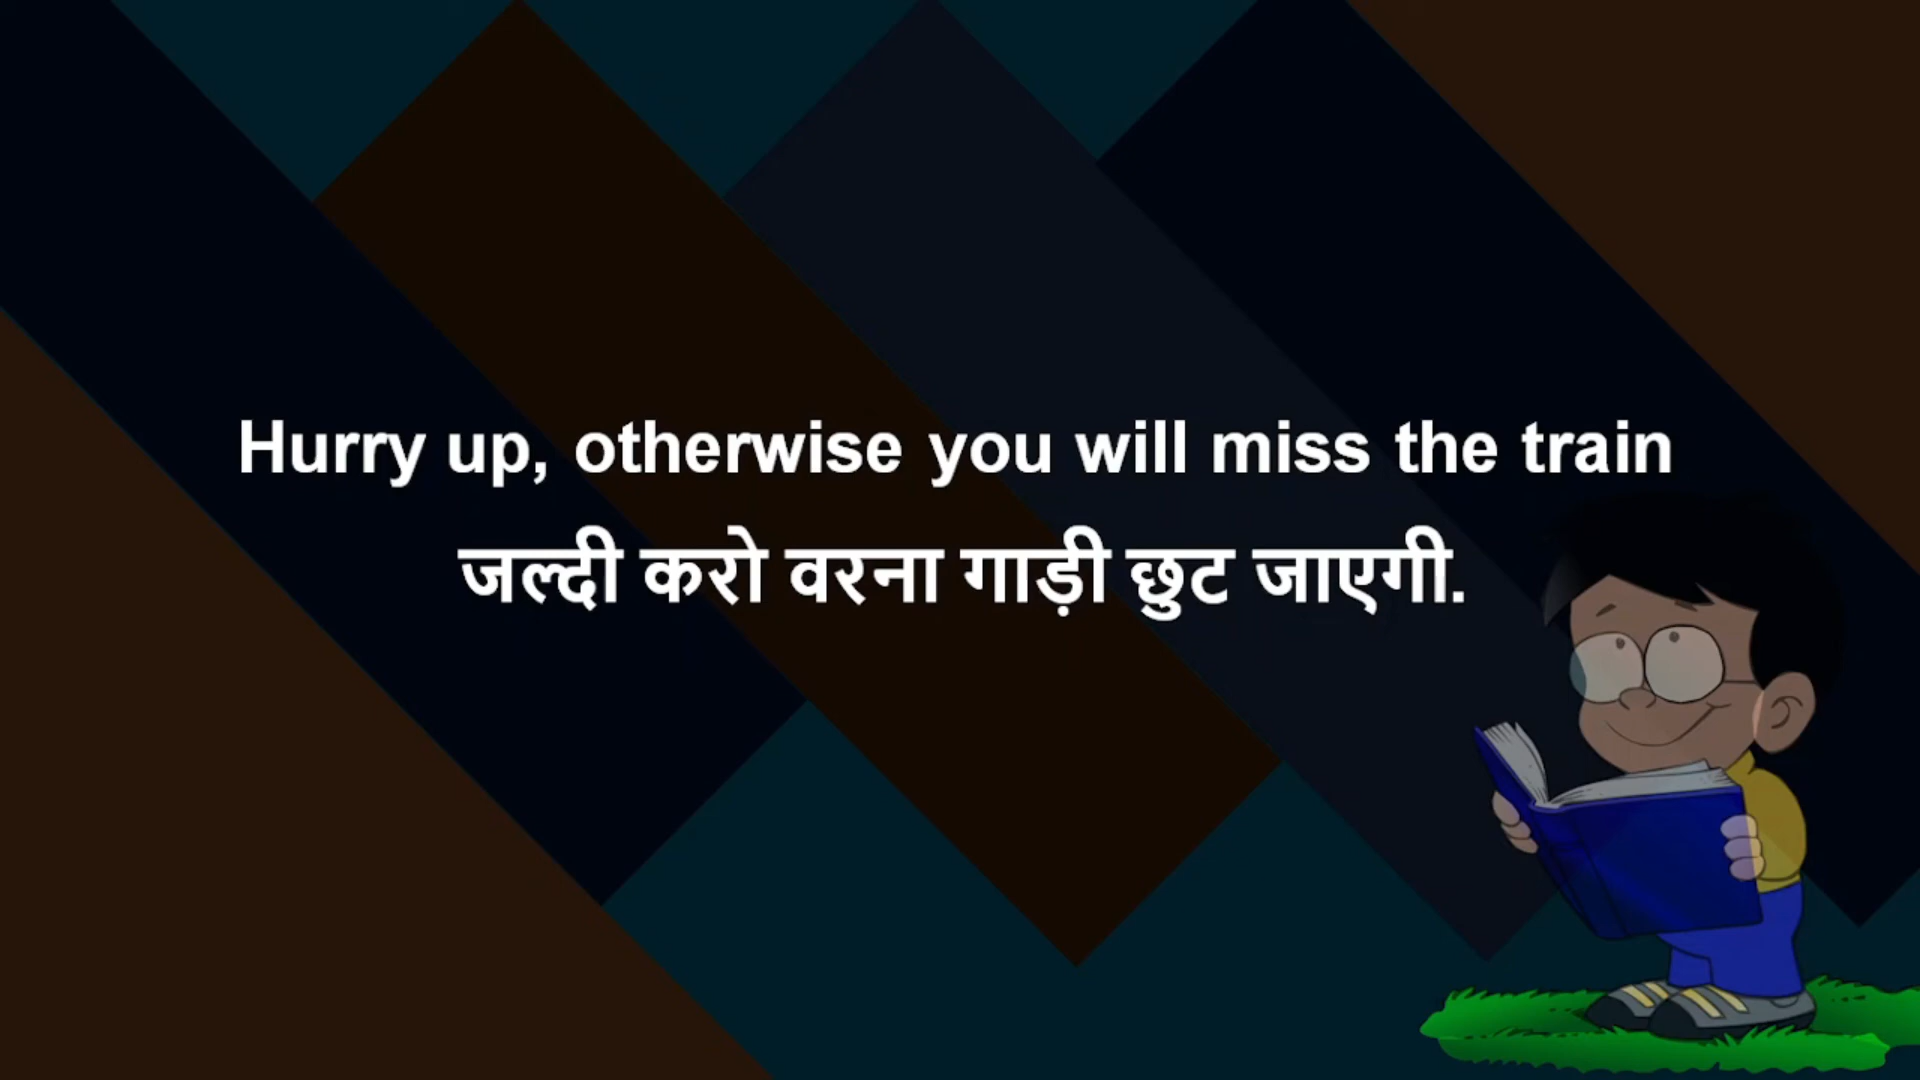 Hurry up, otherwise you will miss the train
जल्दी करो वरना गाड़ी छुट जाएगी.